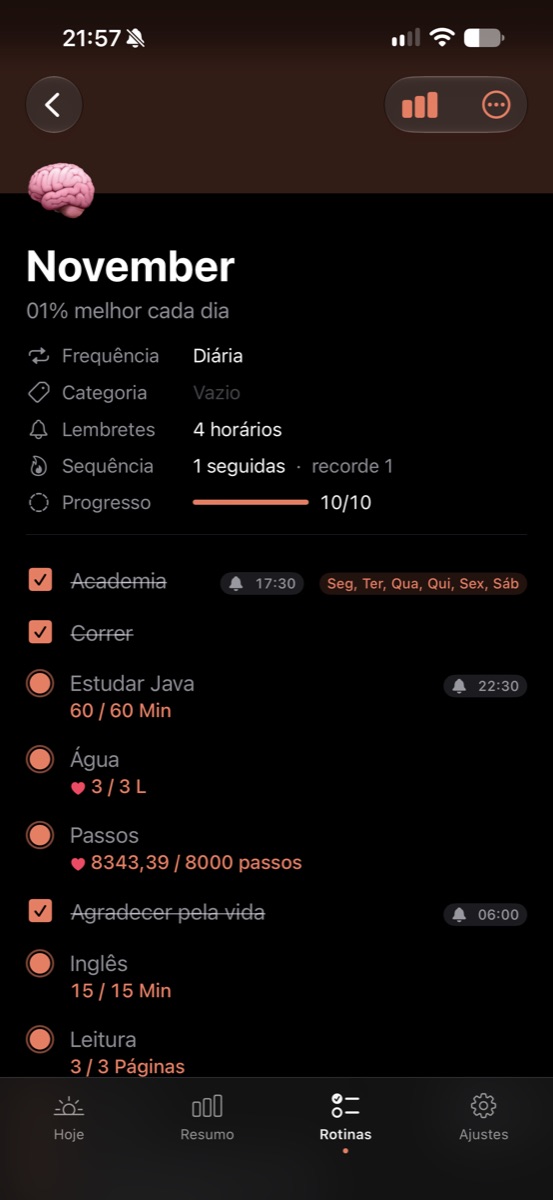 21:57
November
01% melhor cada dia
Frequência Diária
Categoria Vazio
Lembretes 4 horários
Sequência 1 seguidas · recorde 1
Progresso 10/10
Academia 17:30 Seg, Ter, Qua, Qui, Sex, Sáb
Correr
Estudar Java 22:30
60 / 60 Min
Água
3 / 3 L
Passos
8343,39 / 8000 passos
Agradecer pela vida 06:00
Inglês
15 / 15 Min
Leitura
3 / 3 Páginas
Hoje Resumo Rotinas Ajustes